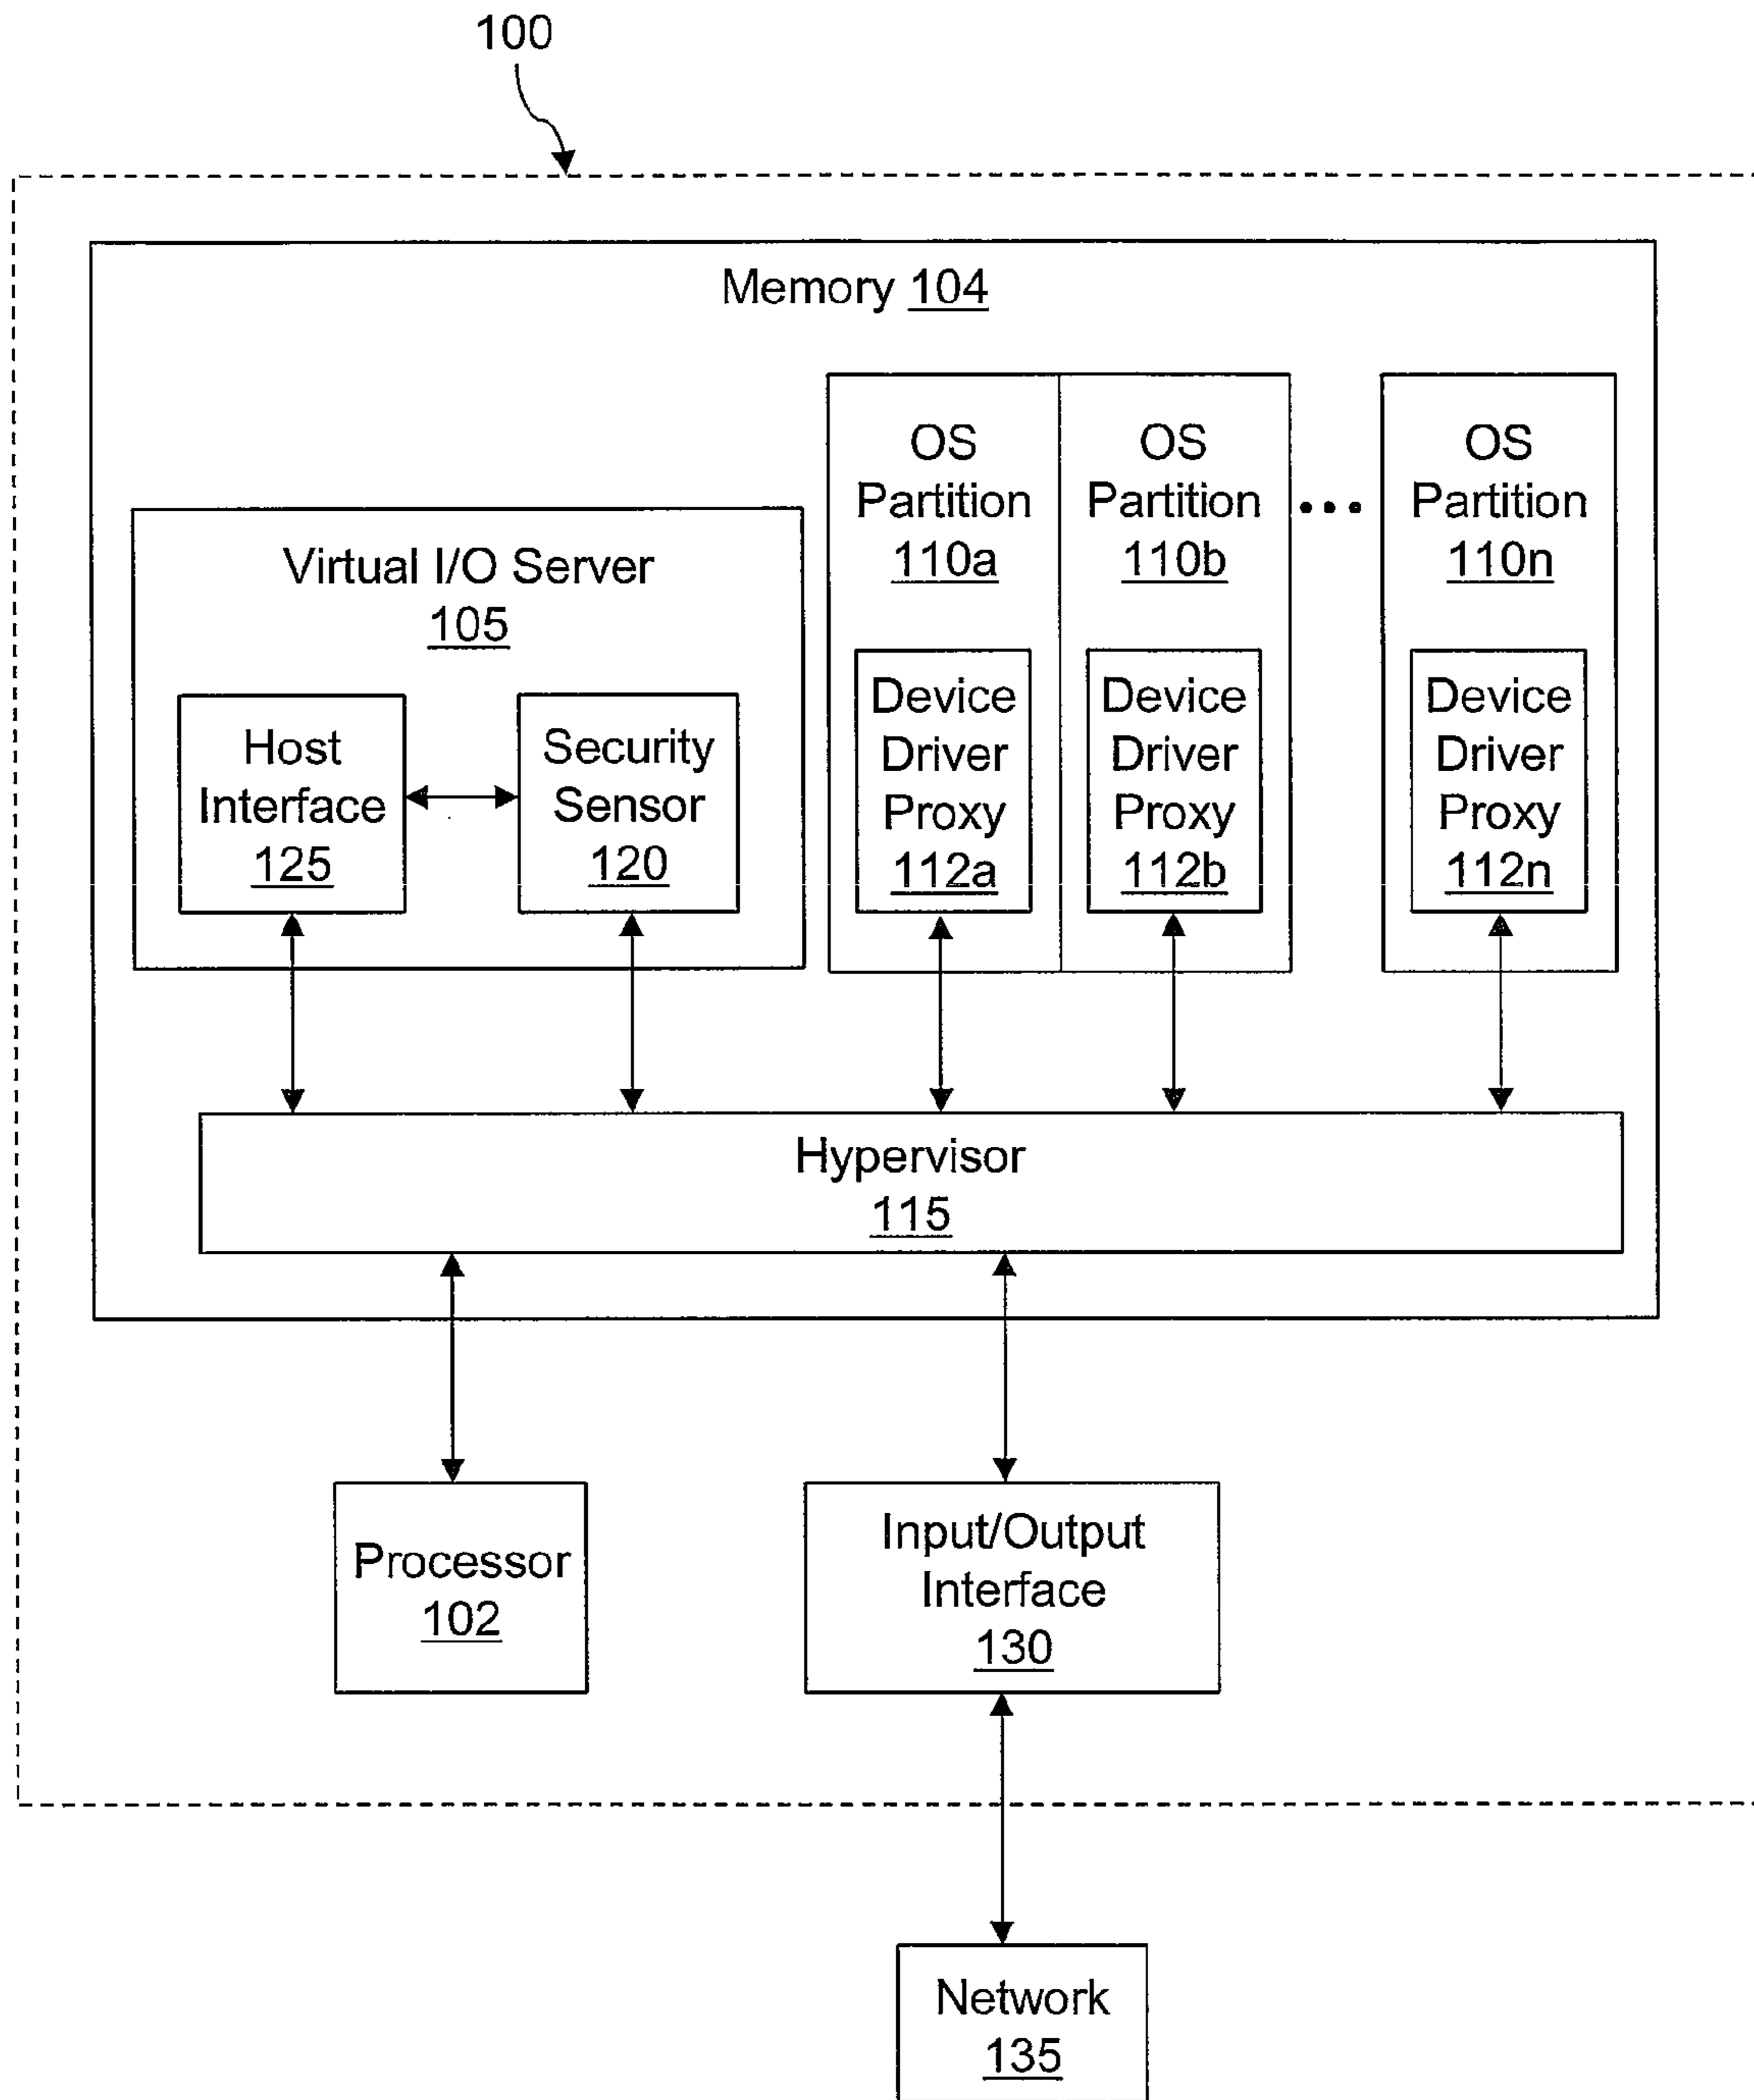 100
Memory 104
OS
Partition
110a
OS
Partition
110b
...
OS
Partition
110n
Virtual I/O Server
105
Host
Interface
125
Security
Sensor
120
Device
Driver
Proxy
112a
Device
Driver
Proxy
112b
Device
Driver
Proxy
112n
Hypervisor
115
Processor
102
Input/Output
Interface
130
Network
135